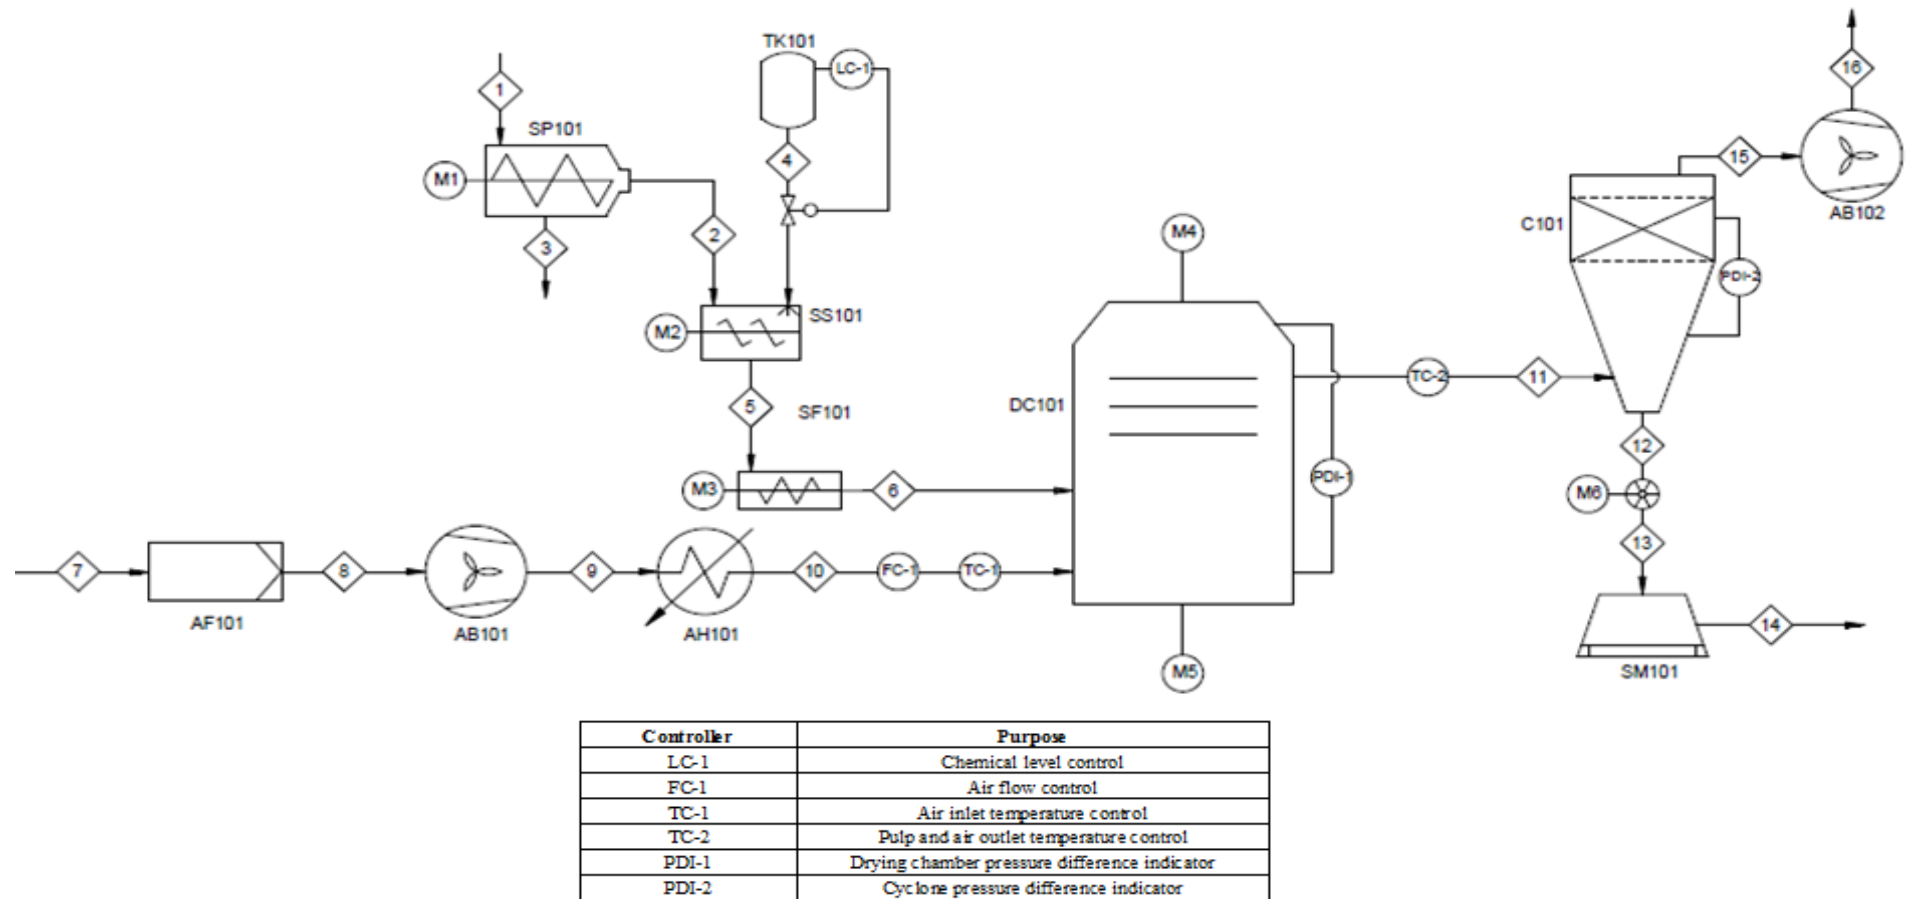 TK101
LC-1
16
1
SP101
4
15
M1
AB102
3
2
M4
C101
PDI-2
SS101
M2
TC-2
11
5
SF101
DC101
12
M3
6
PDI-1
M6
13
7
8
9
10
FC-1
TC-1
AF101
AB101
AH101
14
M5
SM101
Controller Purpose
LC-1 Chemical level control
FC-1 Air flow control
TC-1 Air inlet temperature control
TC-2 Pulp and air outlet temperature control
PDI-1 Drying chamber pressure difference indicator
PDI-2 Cyclone pressure difference indicator